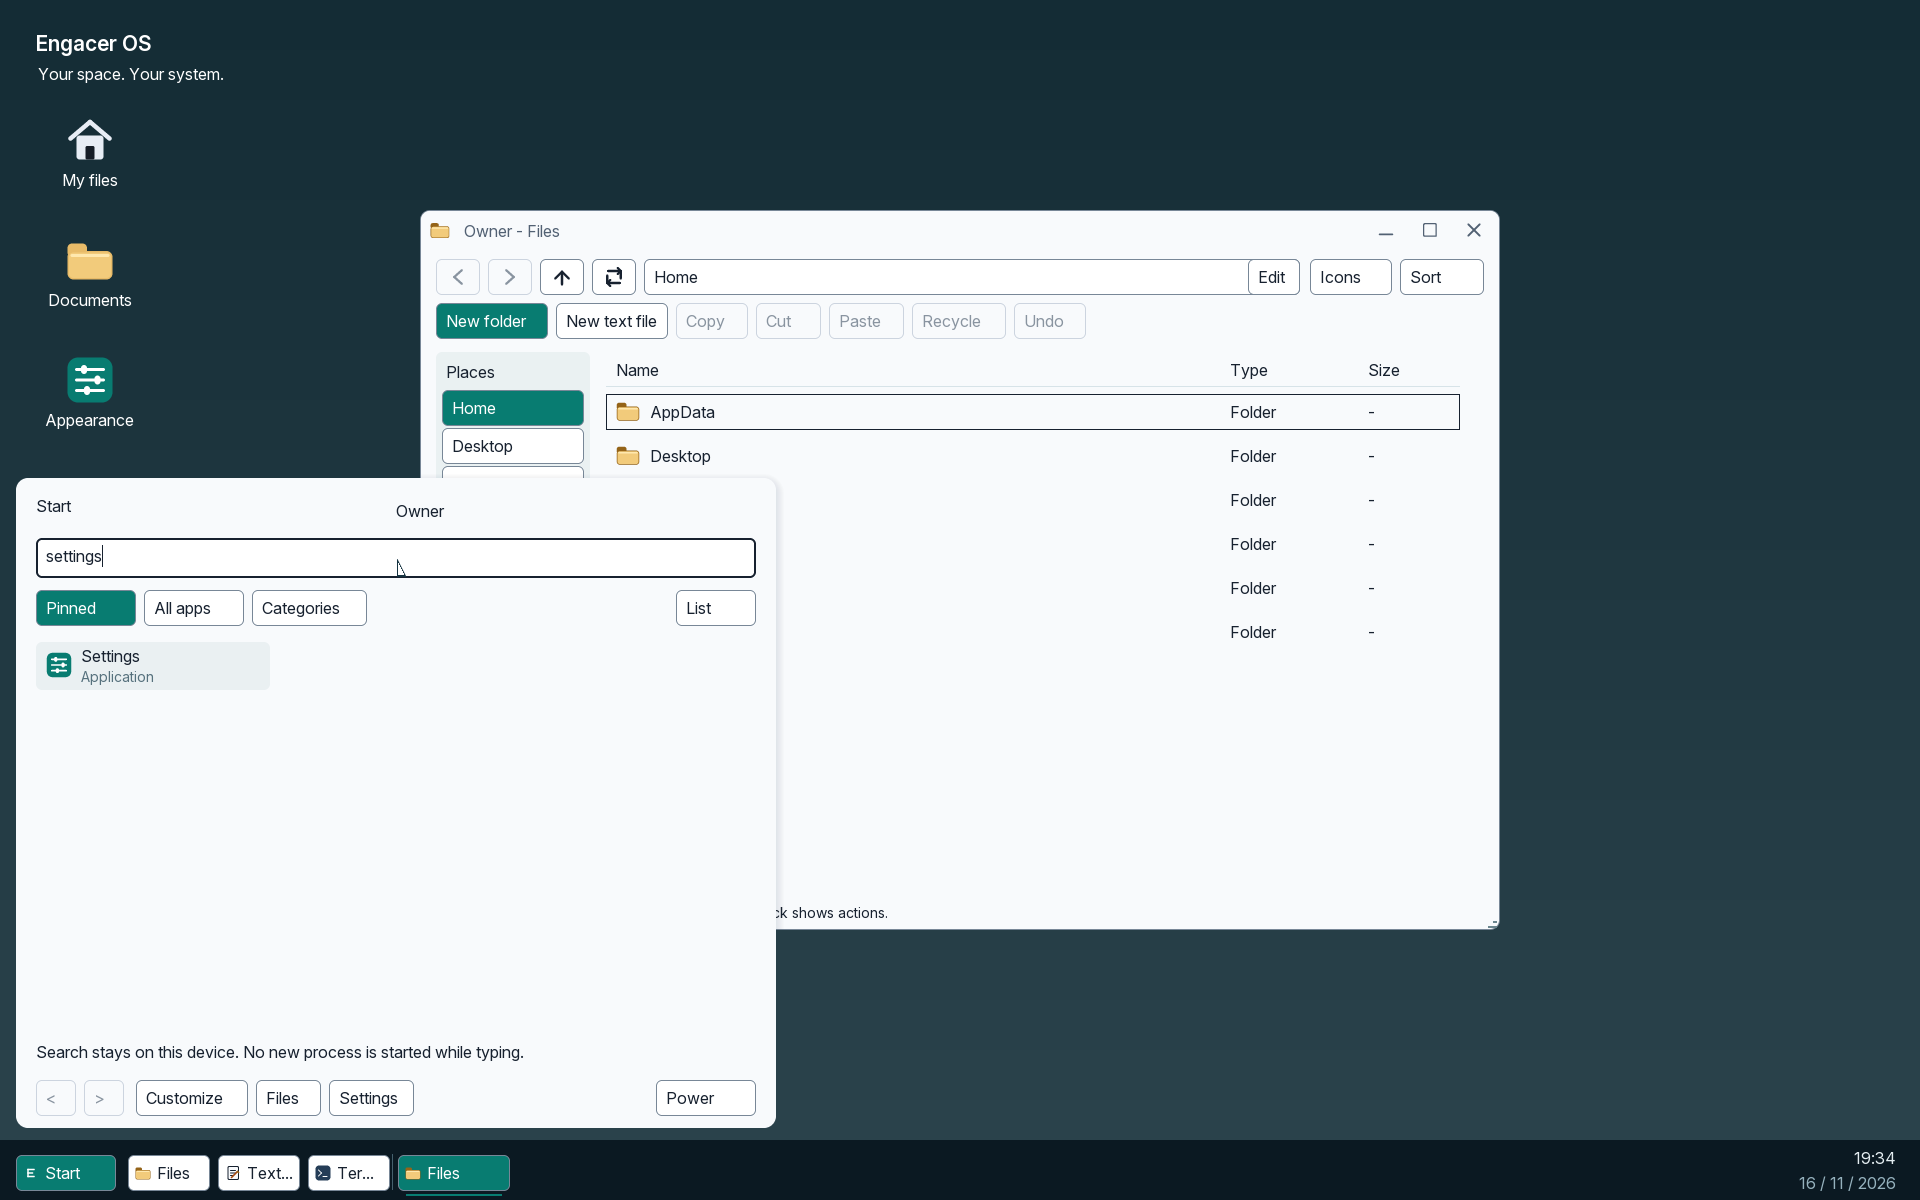 Engacer OS
Your space. Your system.
My files
Documents
Appearance
Owner - Files
Home
Edit
Icons
Sort
New folder
New text file
Copy
Cut
Paste
Recycle
Undo
Places
Name
Type
Size
Home
AppData
Folder
-
Desktop
Desktop
Folder
-
Folder
-
Folder
-
Folder
-
Folder
-
ck shows actions.
Start
Owner
settings
Pinned
All apps
Categories
List
Settings
Application
Search stays on this device. No new process is started while typing.
<
>
Customize
Files
Settings
Power
E
Start
Files
Text...
Ter...
Files
19:34
16 / 11 / 2026